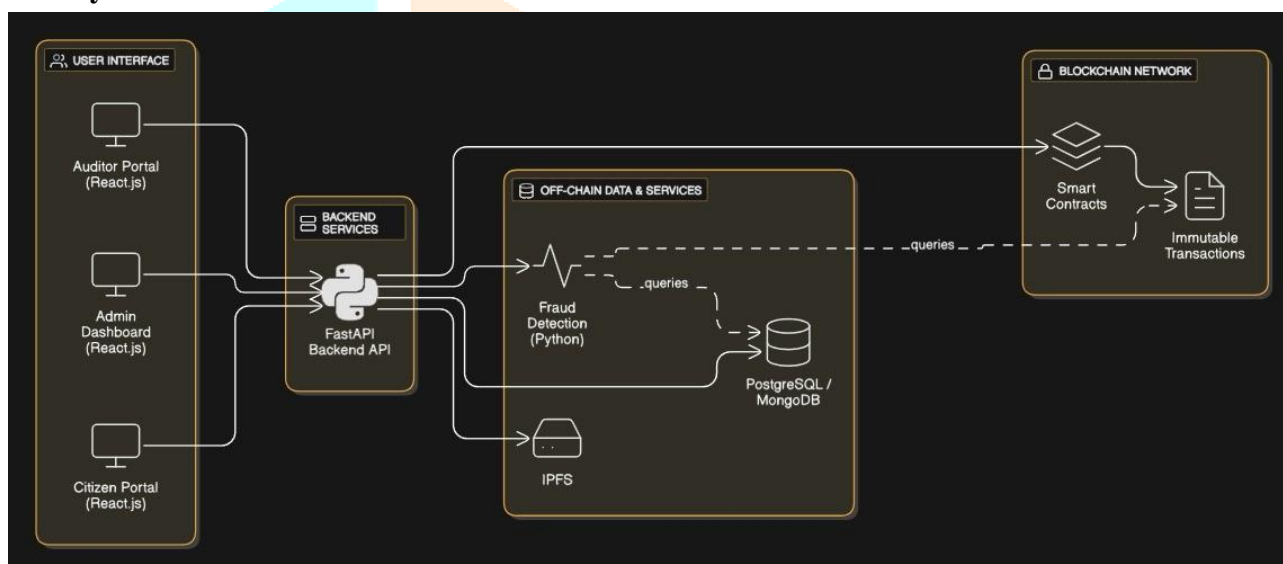 USER INTERFACE
Auditor Portal
(React.js)
Admin
Dashboard
(React.js)
Citizen Portal
(React.js)
BACKEND
SERVICES
FastAPI
Backend API
OFF-CHAIN DATA & SERVICES
queries
Fraud
Detection
(Python)
queries
PostgreSQL /
MongoDB
IPFS
BLOCKCHAIN NETWORK
Smart
Contracts
Immutable
Transactions